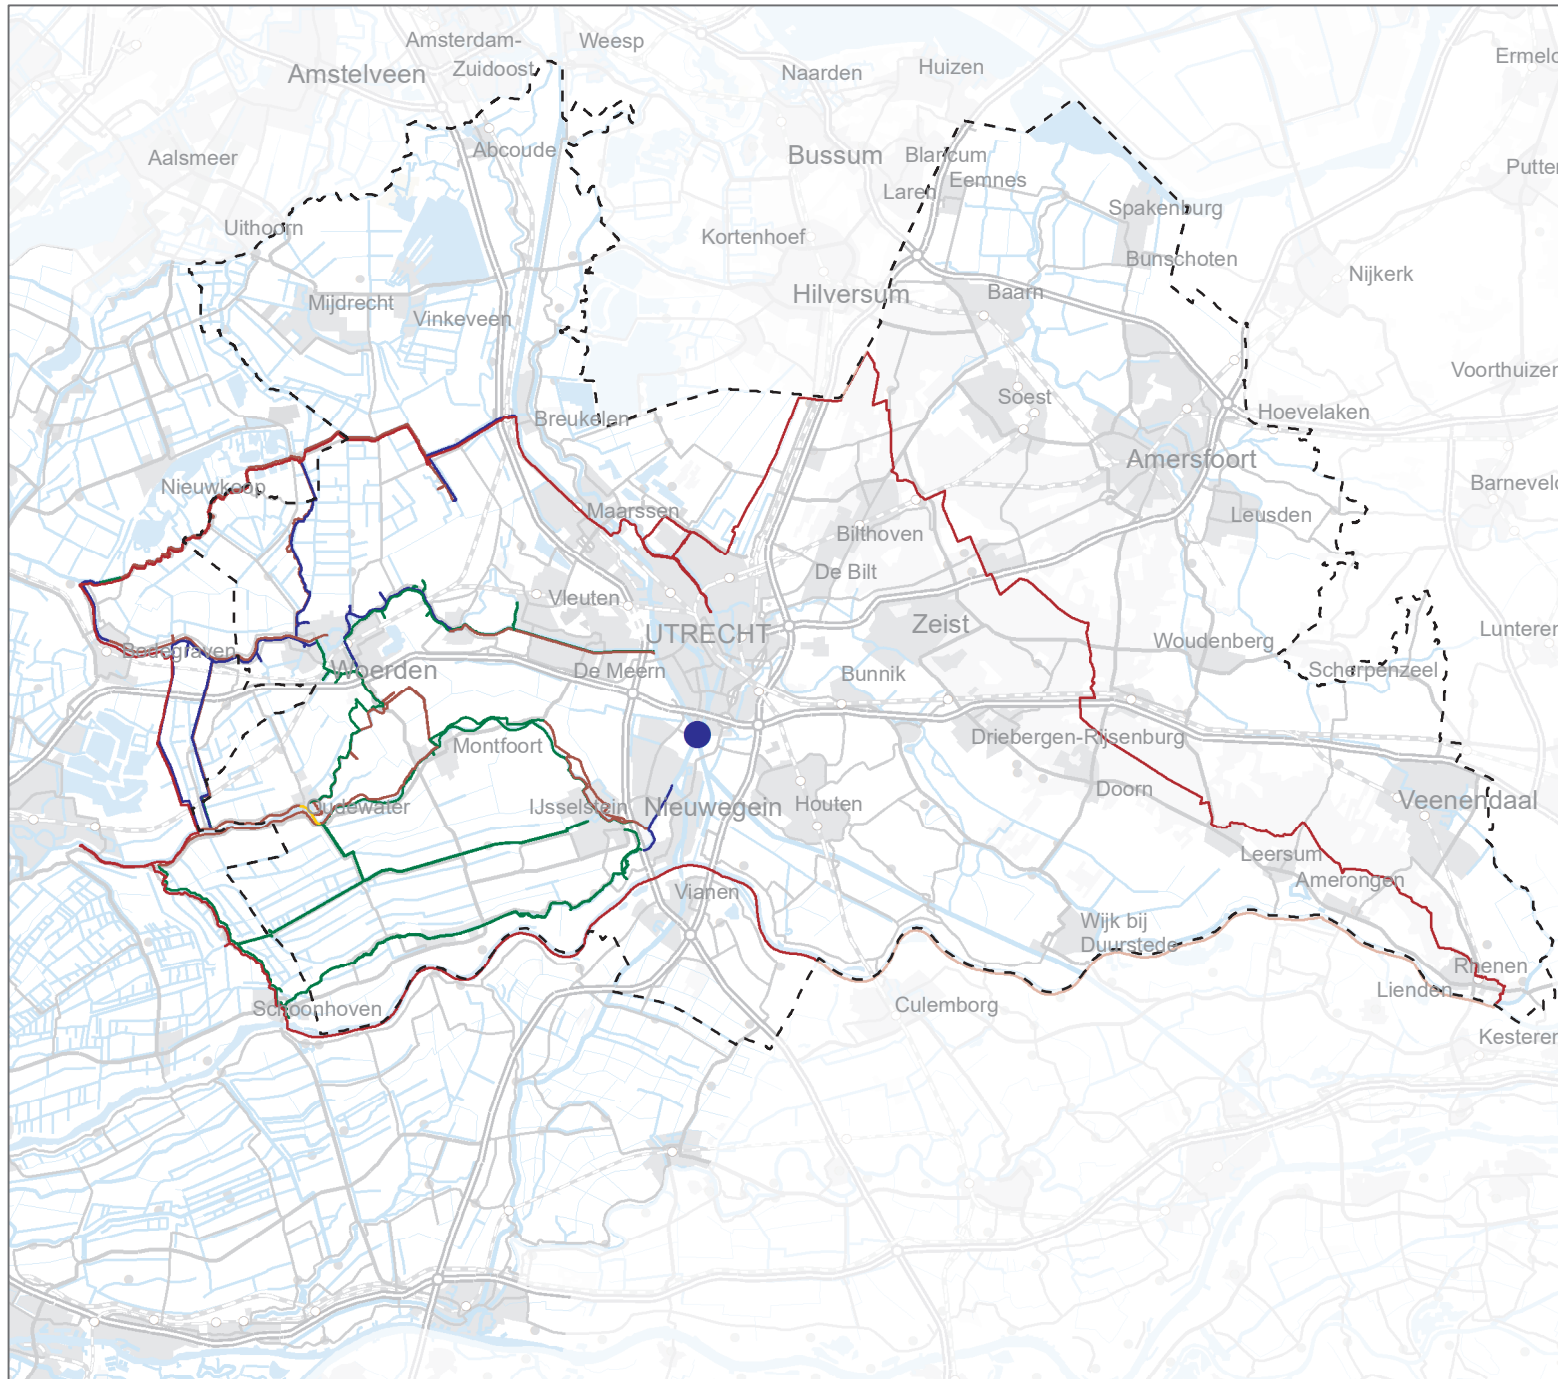 Amsterdam-
Zuidoost
Weesp
Amstelveen
Naarden
Huizen
Ermelo
Aalsmeer
Abcoude
Bussum
Blaricum
Laren
Eemnes
Putten
Uithoorn
Kortenhoef
Spakenburg
Bunschoten
Nijkerk
Mijdrecht
Vinkeveen
Hilversum
Baarn
Voorthuizen
Breukelen
Soest
Hoevelaken
Nieuwkoop
Amersfoort
Barneveld
Maarssen
Bilthoven
Leusden
De Bilt
Vleuten
UTRECHT
Zeist
Woudenberg
Lunteren
Bodegraven
Woerden
De Meern
Bunnik
Scherpenzeel
Montfoort
Driebergen-Rijsenburg
Oudewater
IJsselstein
Nieuwegein
Houten
Doorn
Veenendaal
Leersum
Amerongen
Vianen
Wijk bij
Duurstede
Rhenen
Lienden
Schoonhoven
Culemborg
Kesteren